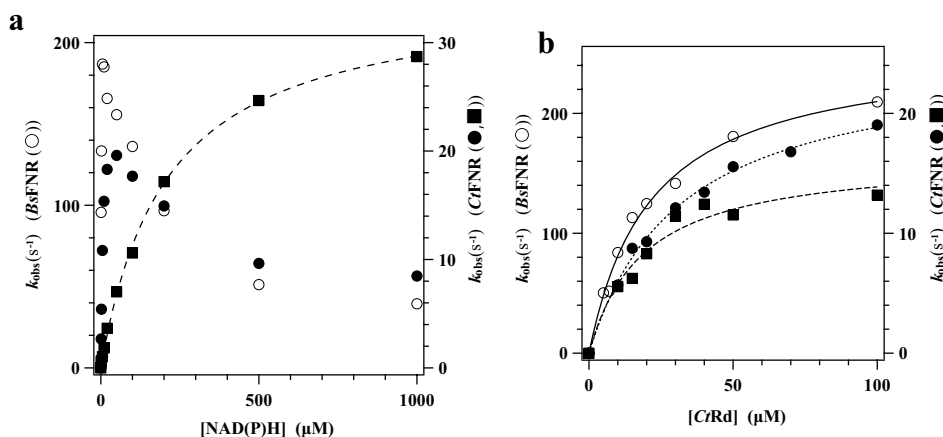 a
b
200
100
0
30
20
10
0
0
500
1000
k_obs(s⁻¹) (BsFNR (○))
k_obs(s⁻¹) (CtFNR (●,■))
[NAD(P)H] (μM)
200
100
0
20
10
0
0
50
100
k_obs(s⁻¹) (BsFNR (○))
k_obs(s⁻¹) (CtFNR (●,■))
[CtRd] (μM)